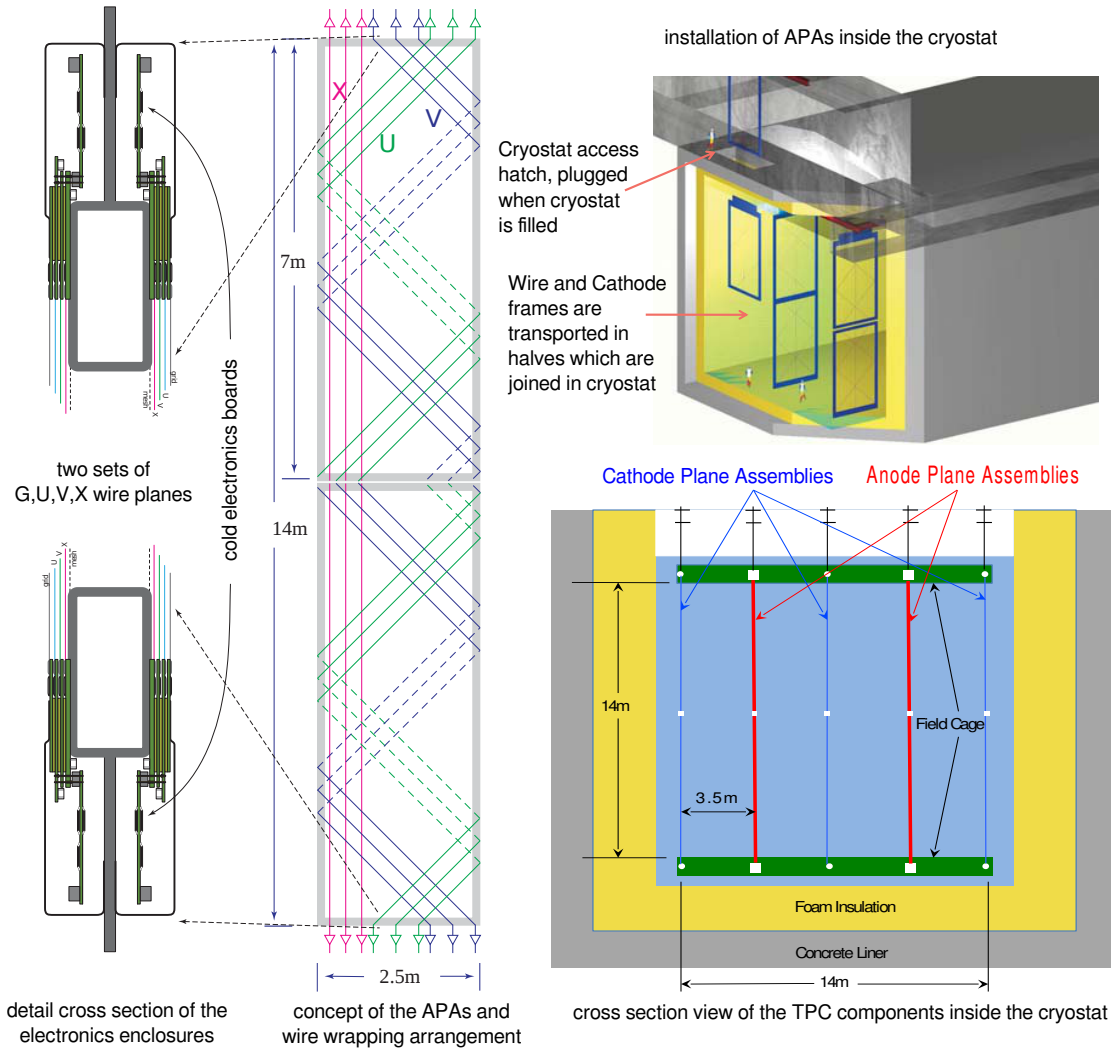 installation of APAs inside the cryostat
X
V
U
Cryostat access
hatch, plugged
when cryostat
is filled
7m
Wire and Cathode
frames are
transported in
halves which are
joined in cryostat
grid
U
V
X
mesh
cold electronics boards
two sets of
G,U,V,X wire planes
Cathode Plane Assemblies
Anode Plane Assemblies
14m
grid
U
V
X
mesh
14m
Field Cage
3.5m
Foam Insulation
Concrete Liner
2.5m
14m
detail cross section of the
electronics enclosures
concept of the APAs and
wire wrapping arrangement
cross section view of the TPC components inside the cryostat